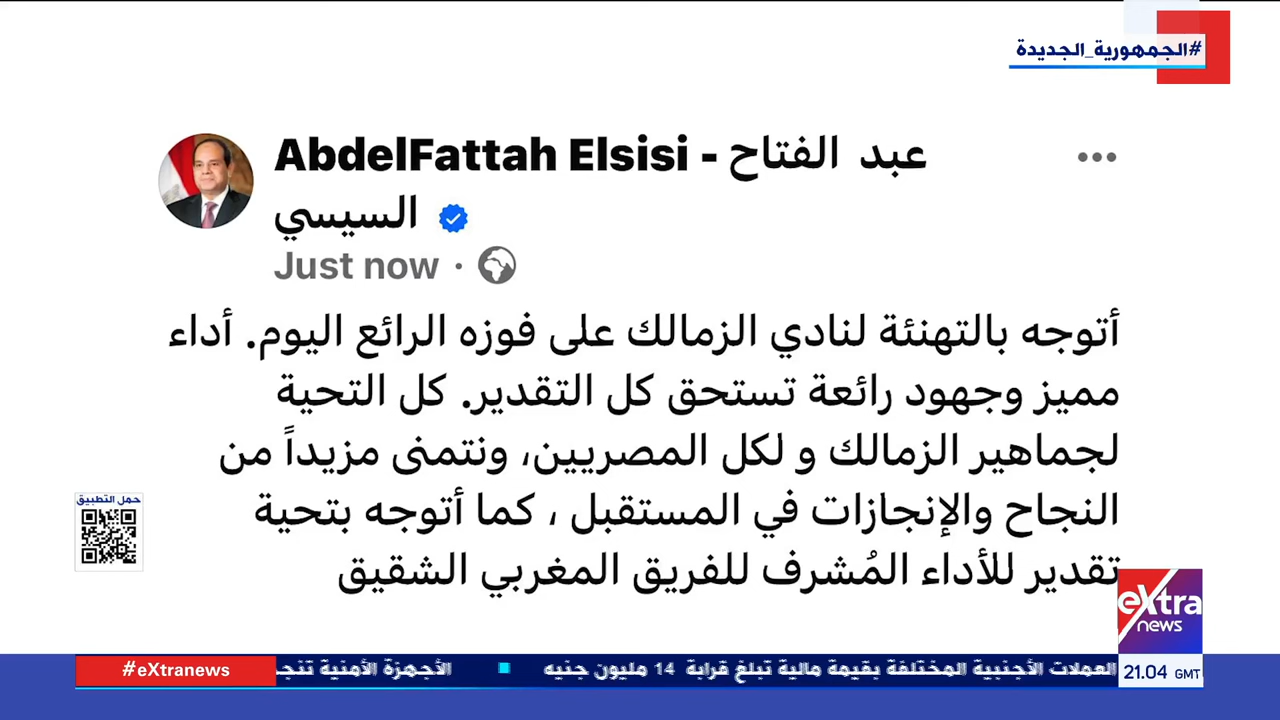 #الجمهورية_الجديدة
AbdelFattah Elsisi - عبد الفتاح
السيسي
Just now ·
أتوجه بالتهنئة لنادي الزمالك على فوزه الرائع اليوم. أداء
مميز وجهود رائعة تستحق كل التقدير. كل التحية
لجماهير الزمالك و لكل المصريين، ونتمنى مزيداً من
النجاح والإنجازات في المستقبل ، كما أتوجه بتحية
تقدير للأداء المُشرف للفريق المغربي الشقيق
حمل التطبيق
eXtra
news
العملات الأجنبية المختلفة بقيمة مالية تبلغ قرابة 14 مليون جنيه
الأجهزة الأمنية تنجـ
#eXtranews
21.04 GMT